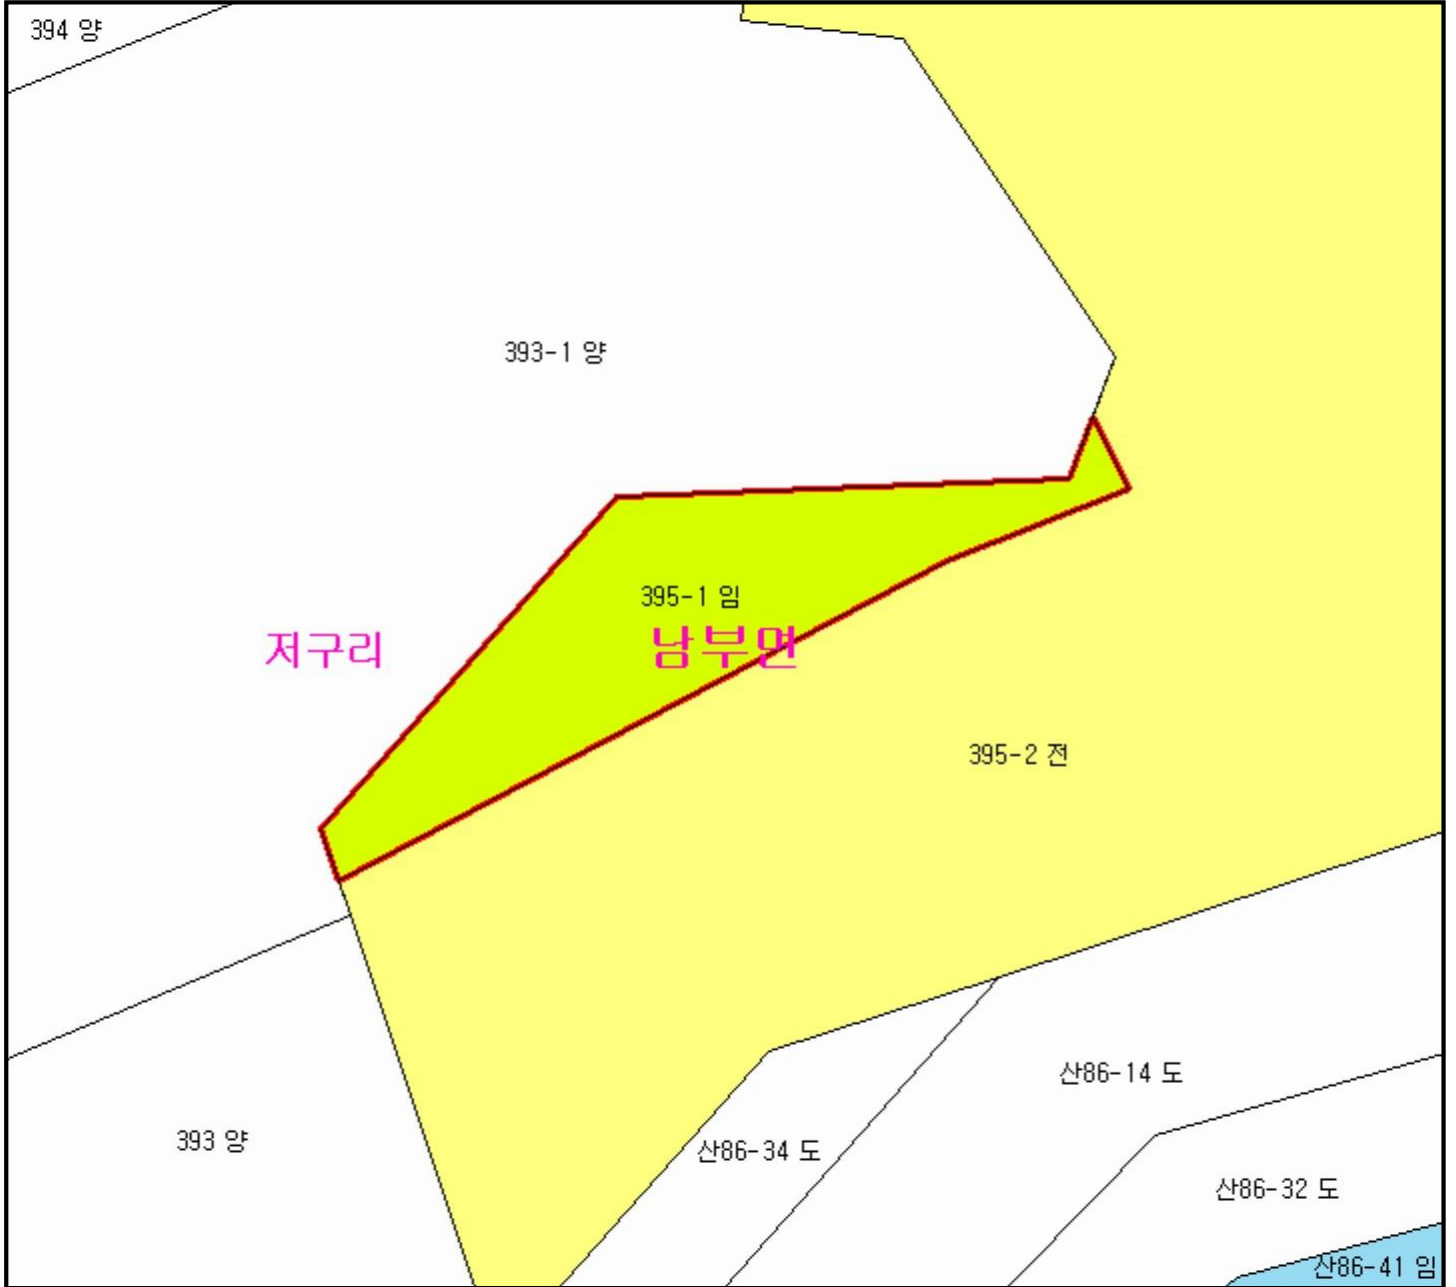 394 양
393-1 양
395-1 임
저구리
남부면
395-2 전
산86-14 도
393 양
산86-34 도
산86-32 도
산86-41 임